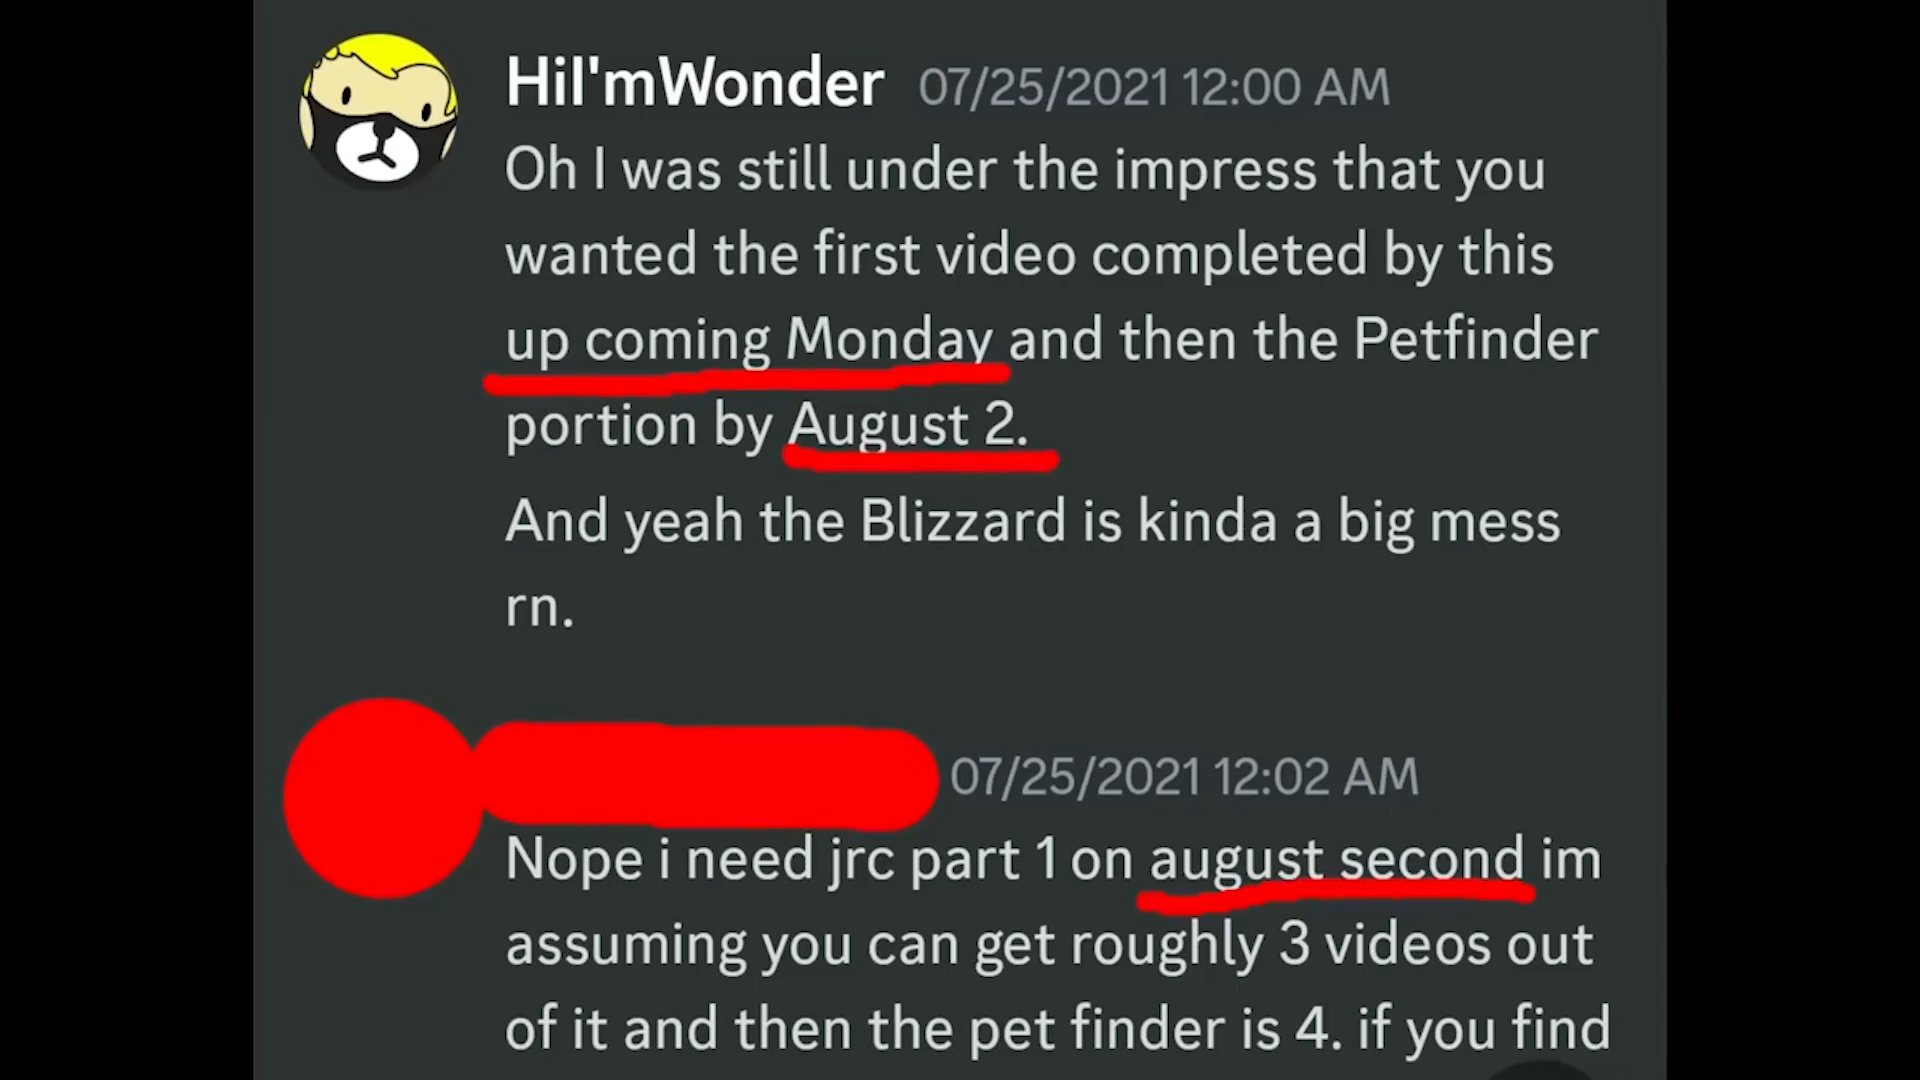 HiI'mWonder 07/25/2021 12:00 AM
Oh I was still under the impress that you
wanted the first video completed by this
up coming Monday and then the Petfinder
portion by August 2.
And yeah the Blizzard is kinda a big mess
rn.
07/25/2021 12:02 AM
Nope i need jrc part 1 on august second im
assuming you can get roughly 3 videos out
of it and then the pet finder is 4. if you find